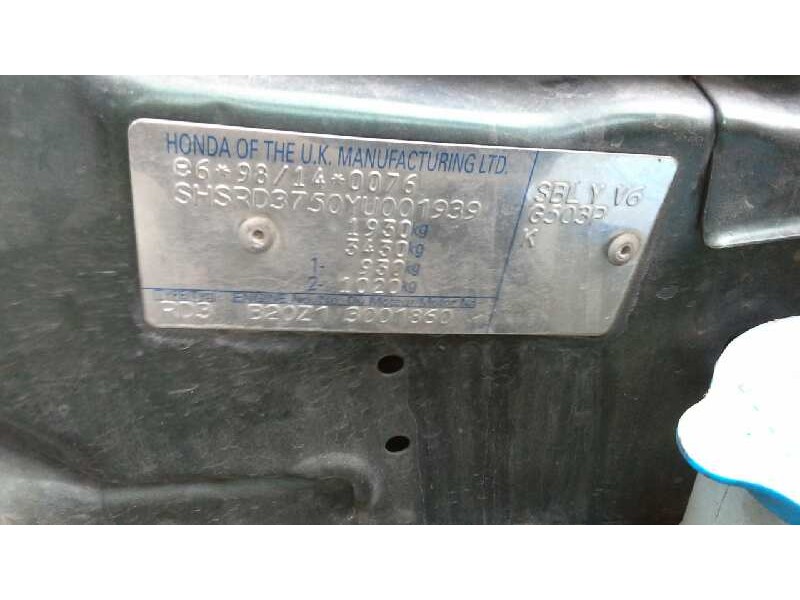 HONDA OF THE U.K. MANUFACTURING LTD.
e6*98/14*0076
SHSRD3750YU001939
1930kg
3430kg
1- 930kg
2- 1020kg
RD3 B20Z1 3001860
SBL Y V6
G503P
K